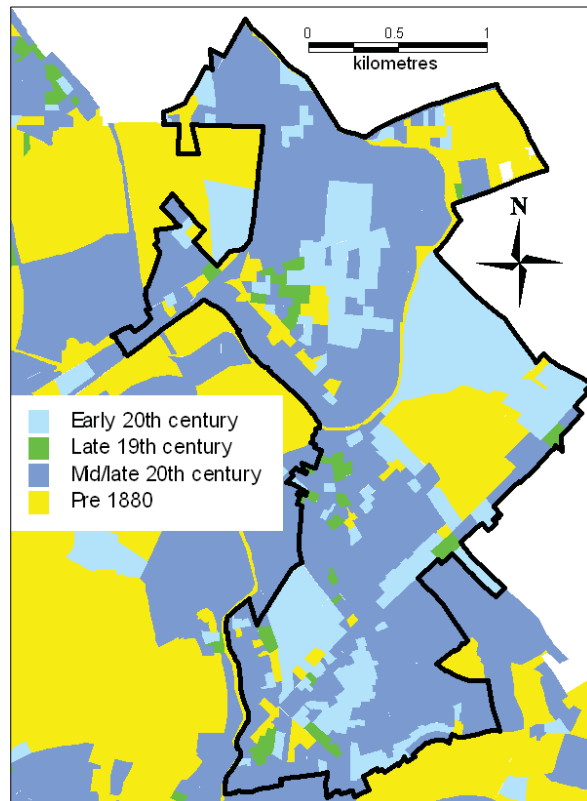 0 0.5 1
kilometres
N
Early 20th century
Late 19th century
Mid/late 20th century
Pre 1880